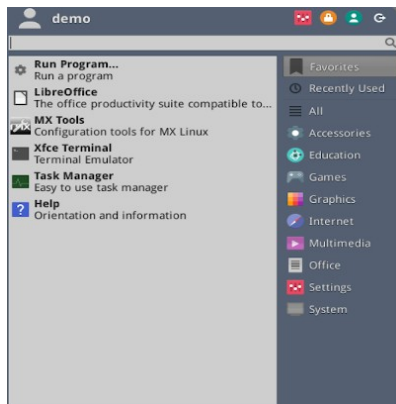 demo
Run Program...
Run a program
LibreOffice
The office productivity suite compatible to...
MX Tools
Configuration tools for MX Linux
Xfce Terminal
Terminal Emulator
Task Manager
Easy to use task manager
Help
Orientation and information
Favorites
Recently Used
All
Accessories
Education
Games
Graphics
Internet
Multimedia
Office
Settings
System